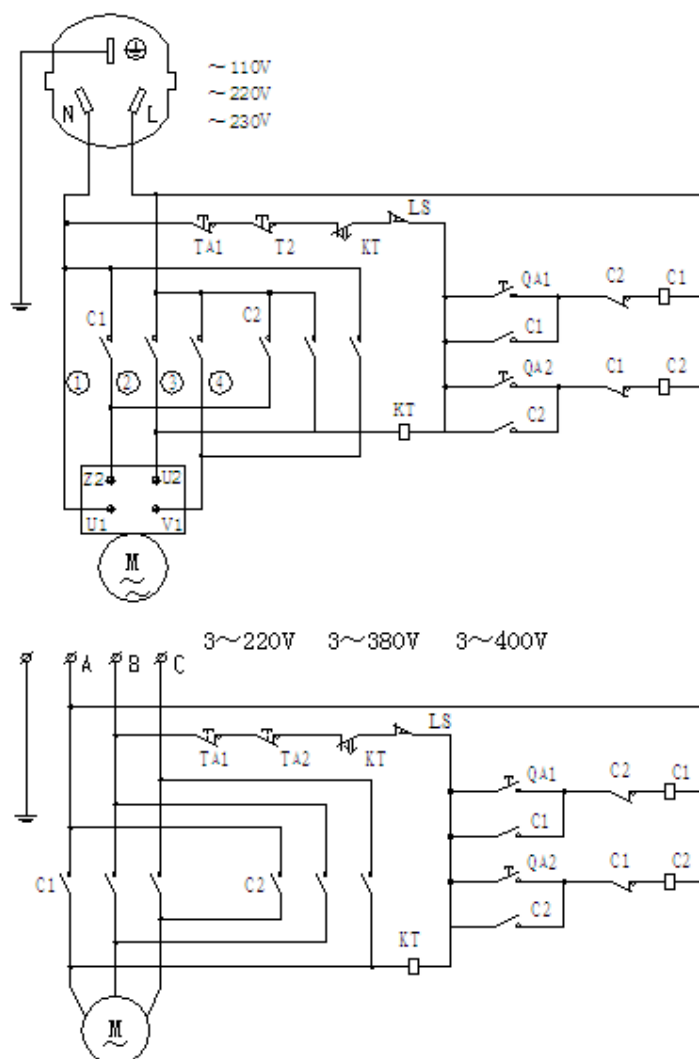 ~110V
~220V
N L ~230V
LS
TA1 T2 KT
QA1 C2 C1
C1 C2 C1
QA2 C1 C2
① ② ③ ④
KT C2
Z2 U2
U1 V1
M
~
~
3~220V 3~380V 3~400V
A B C
LS
TA1 TA2 KT
QA1 C2 C1
C1
QA2 C1 C2
C1 C2
C2
KT
M
~